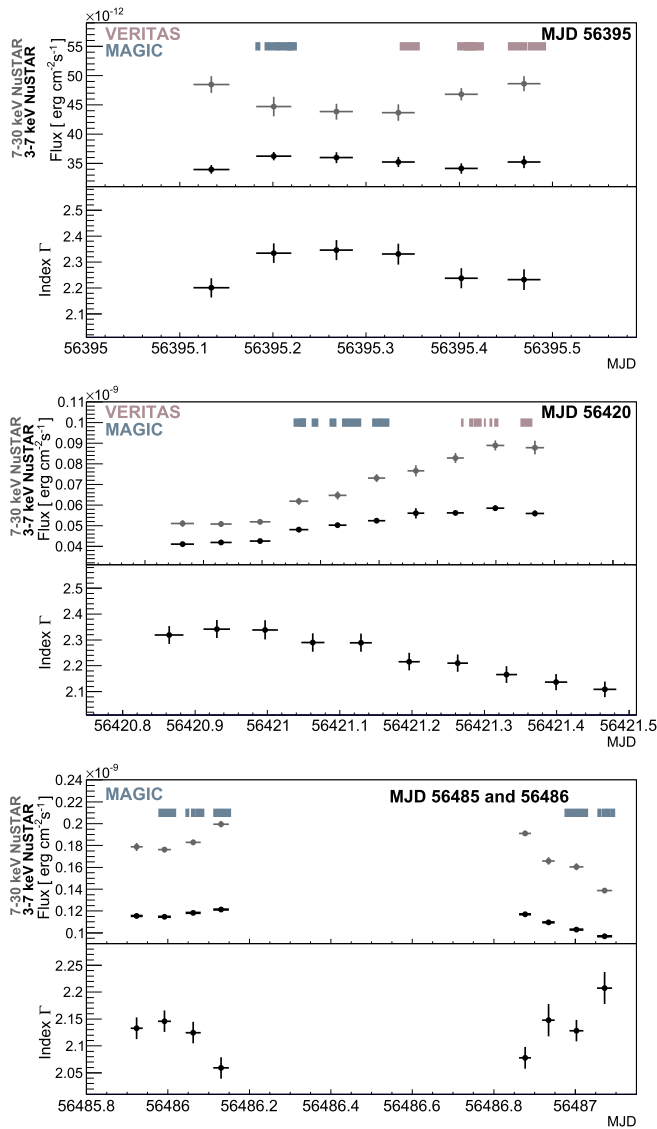 ×10⁻¹²
VERITAS
MAGIC
MJD 56395
7-30 keV NuSTAR
3-7 keV NuSTAR
Flux [ erg cm⁻²s⁻¹]
55
50
45
40
35
Index Γ
2.5
2.4
2.3
2.2
2.1
56395 56395.1 56395.2 56395.3 56395.4 56395.5
MJD
×10⁻⁹
VERITAS
MAGIC
MJD 56420
7-30 keV NuSTAR
3-7 keV NuSTAR
Flux [ erg cm⁻²s⁻¹]
0.11
0.1
0.09
0.08
0.07
0.06
0.05
0.04
Index Γ
2.5
2.4
2.3
2.2
2.1
56420.8 56420.9 56421 56421.1 56421.2 56421.3 56421.4 56421.5
MJD
×10⁻⁹
MAGIC
MJD 56485 and 56486
7-30 keV NuSTAR
3-7 keV NuSTAR
Flux [ erg cm⁻²s⁻¹]
0.24
0.22
0.2
0.18
0.16
0.14
0.12
0.1
Index Γ
2.25
2.2
2.15
2.1
2.05
56485.8 56486 56486.2 56486.4 56486.6 56486.8 56487
MJD